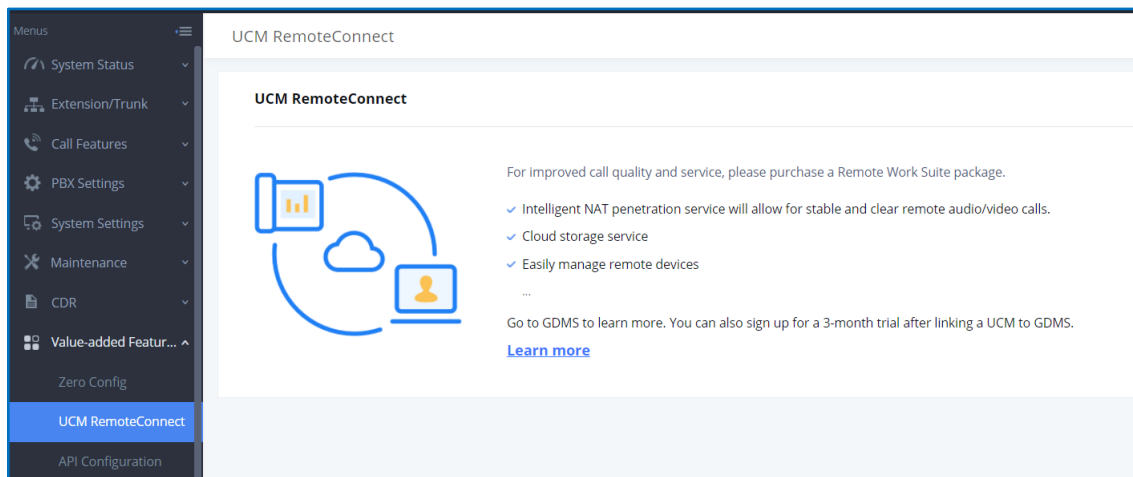 Menus
System Status
Extension/Trunk
Call Features
PBX Settings
System Settings
Maintenance
CDR
Value-added Featur...
Zero Config
UCM RemoteConnect
API Configuration
UCM RemoteConnect
UCM RemoteConnect
For improved call quality and service, please purchase a Remote Work Suite package.
Intelligent NAT penetration service will allow for stable and clear remote audio/video calls.
Cloud storage service
Easily manage remote devices
...
Go to GDMS to learn more. You can also sign up for a 3-month trial after linking a UCM to GDMS.
Learn more